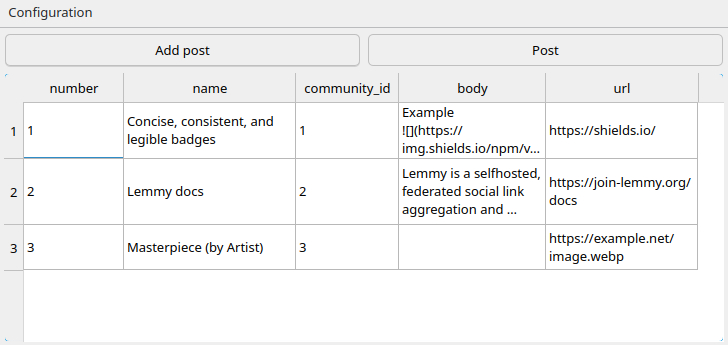 Configuration
Add post
Post
number name community_id body url
1 1 Concise, consistent, and legible badges 1 Example ![](https://img.shields.io/npm/v... https://shields.io/
2 2 Lemmy docs 2 Lemmy is a selfhosted, federated social link aggregation and ... https://join-lemmy.org/docs
3 3 Masterpiece (by Artist) 3 https://example.net/image.webp